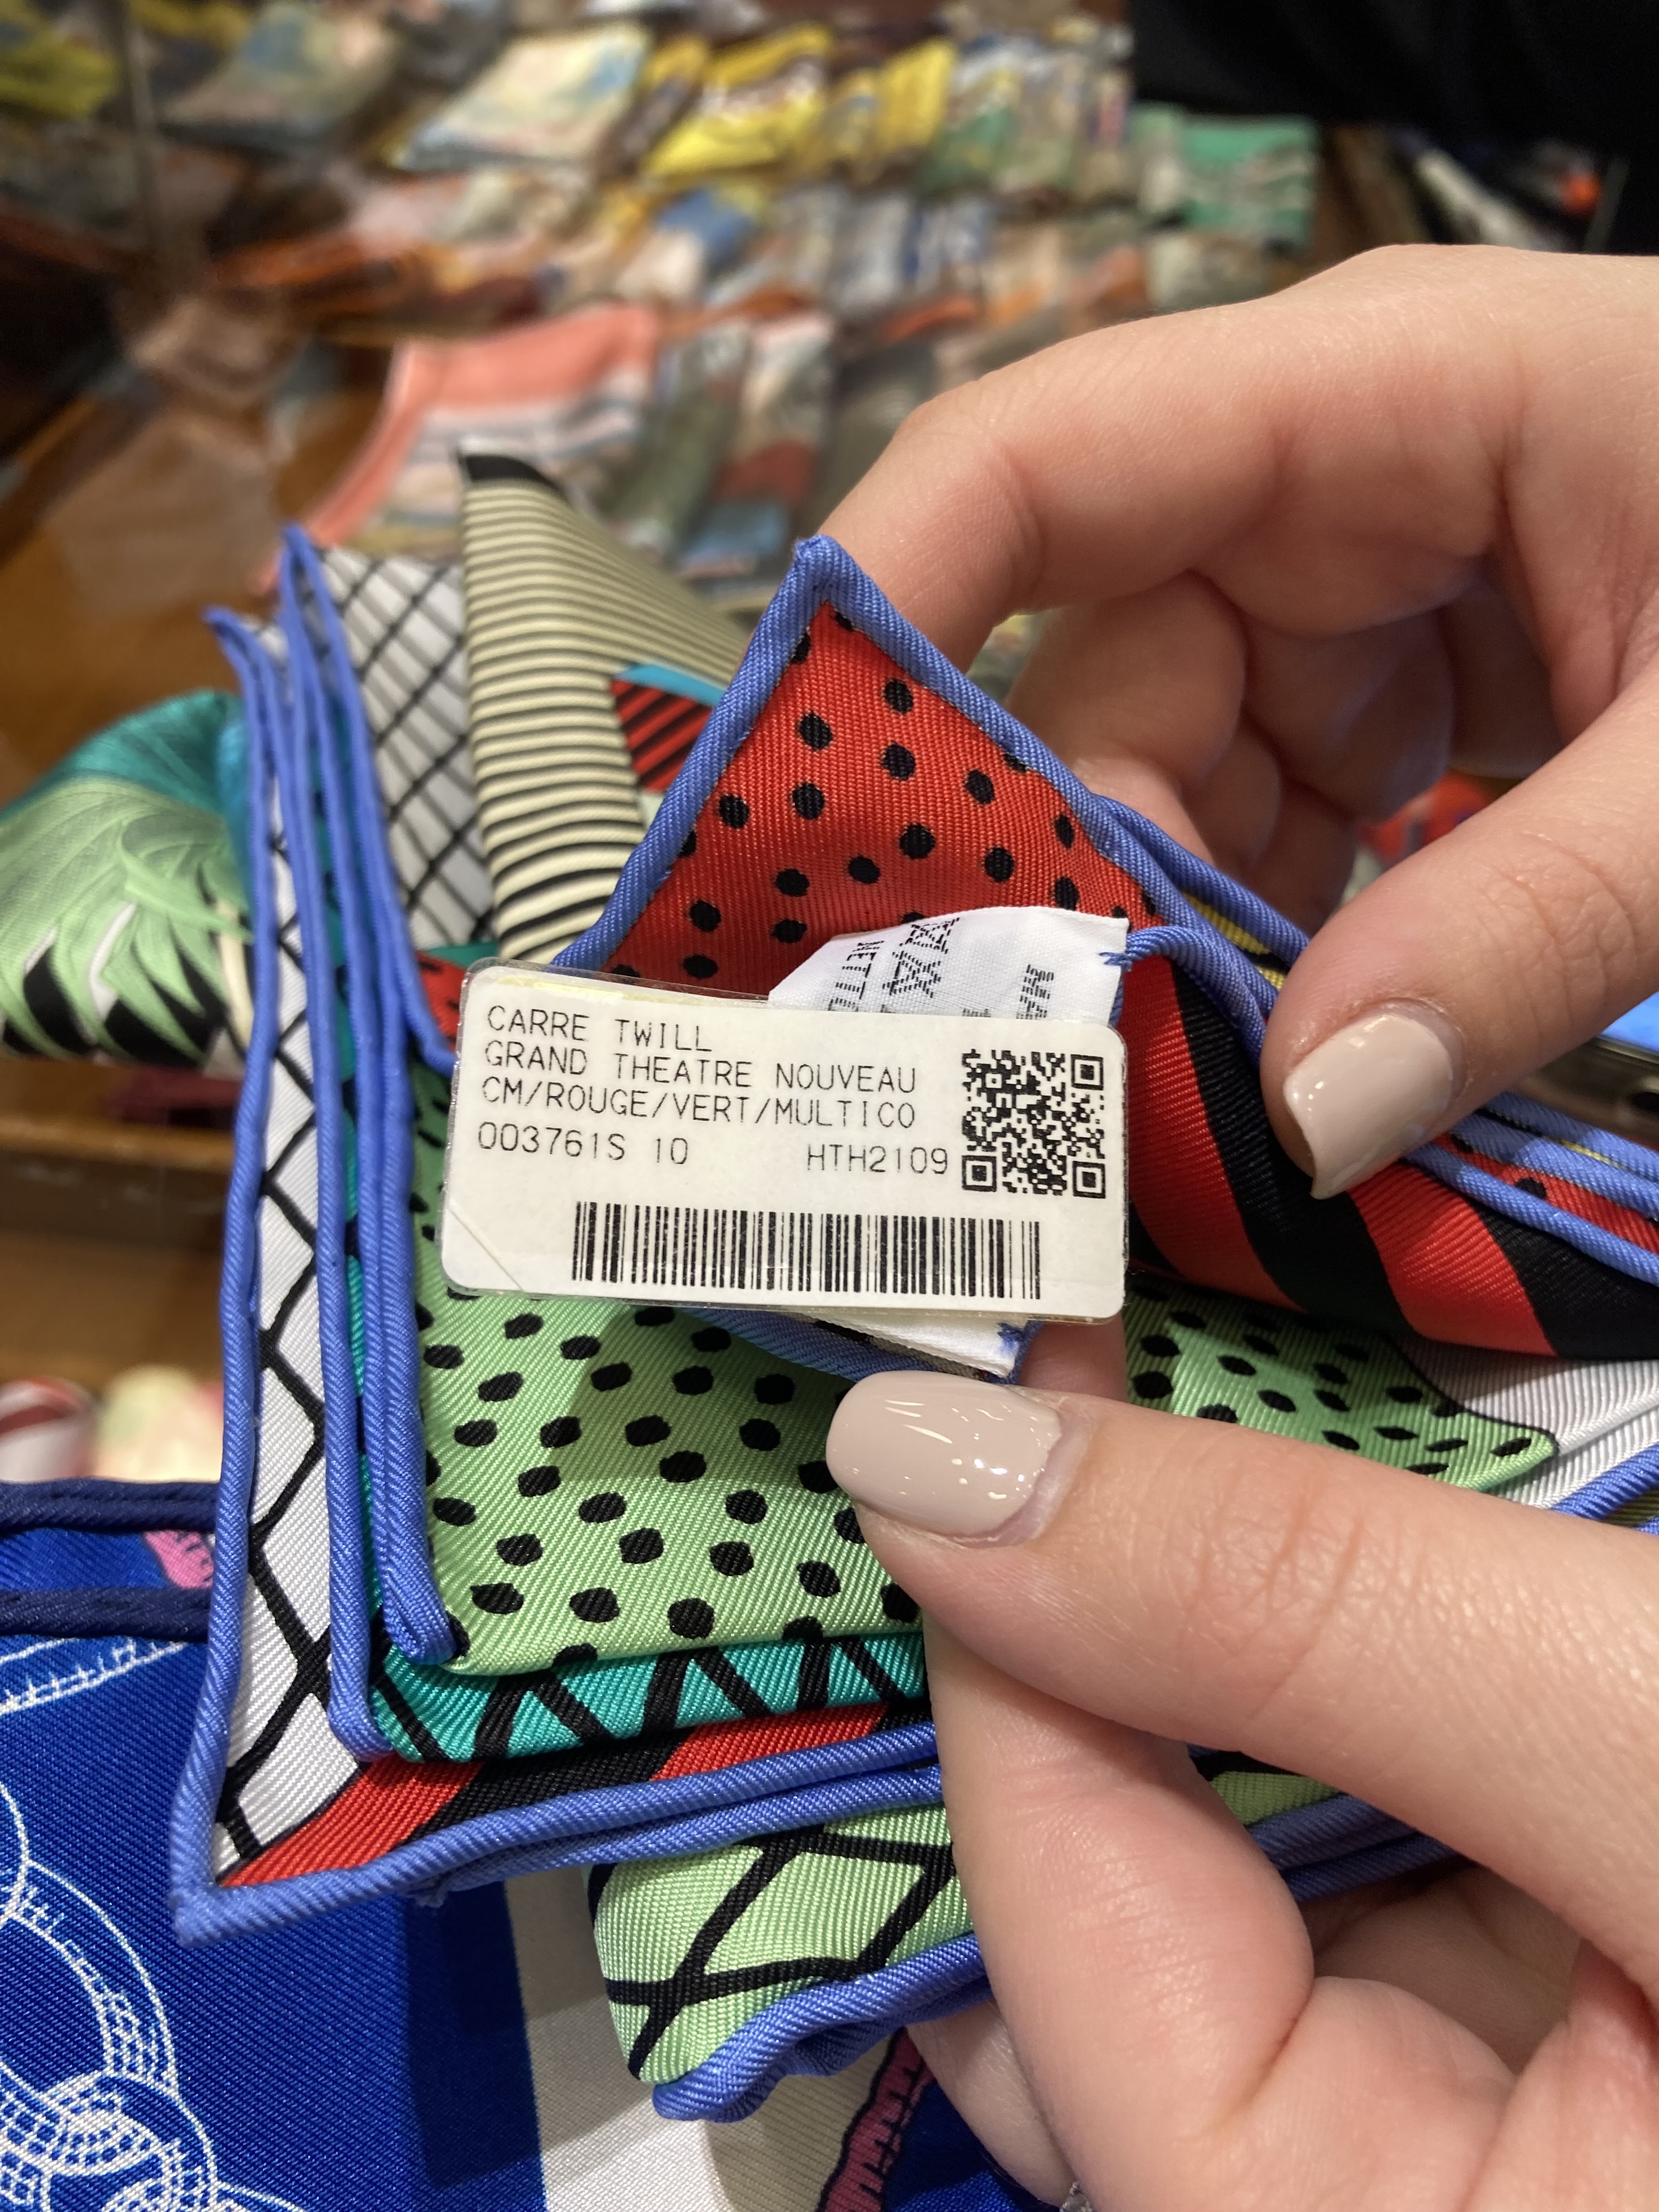 CARRE TWILL
GRAND THEATRE NOUVEAU
CM/ROUGE/VERT/MULTICO
003761S 10 HTH2109